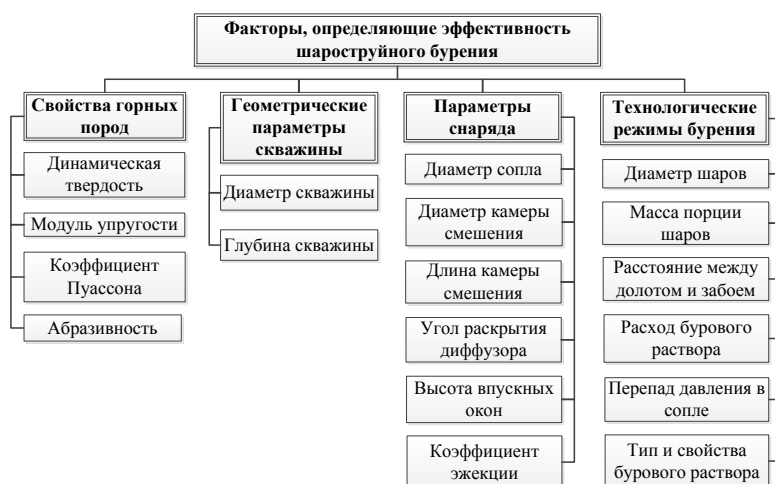 Факторы, определяющие эффективность
шароструйного бурения
Свойства горных
пород
Динамическая
твердость
Модуль упругости
Коэффициент
Пуассона
Абразивность
Геометрические
параметры
скважины
Диаметр скважины
Глубина скважины
Параметры
снаряда
Диаметр сопла
Диаметр камеры
смешения
Длина камеры
смешения
Угол раскрытия
диффузора
Высота впускных
окон
Коэффициент
эжекции
Технологические
режимы бурения
Диаметр шаров
Масса порции
шаров
Расстояние между
долотом и забоем
Расход бурового
раствора
Перепад давления в
сопле
Тип и свойства
бурового раствора